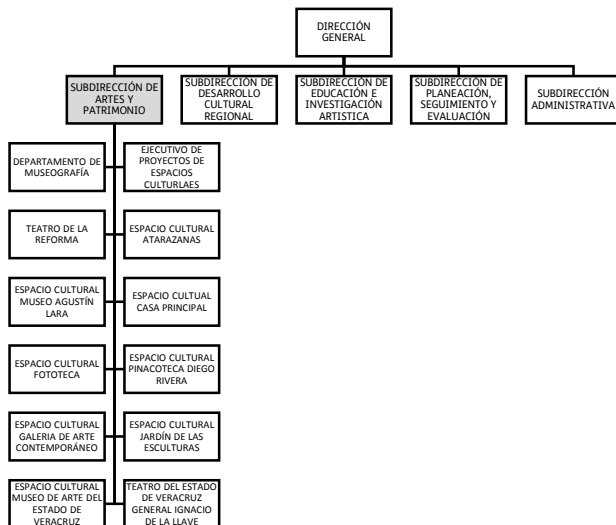 DIRECCIÓN
GENERAL
SUBDIRECCIÓN DE
ARTES Y
PATRIMONIO
SUBDIRECCIÓN DE
DESARROLLO
CULTURAL
REGIONAL
SUBDIRECCIÓN DE
EDUCACIÓN E
INVESTIGACIÓN
ARTISTICA
SUBDIRECCIÓN DE
PLANEACIÓN,
SEGUIMIENTO Y
EVALUACIÓN
SUBDIRECCIÓN
ADMINISTRATIVA
DEPARTAMENTO DE
MUSEOGRAFÍA
EJECUTIVO DE
PROYECTOS DE
ESPACIOS
CULTURLAES
TEATRO DE LA
REFORMA
ESPACIO CULTURAL
ATARAZANAS
ESPACIO CULTURAL
MUSEO AGUSTÍN
LARA
ESPACIO CULTUAL
CASA PRINCIPAL
ESPACIO CULTURAL
FOTOTECA
ESPACIO CULTURAL
PINACOTECA DIEGO
RIVERA
ESPACIO CULTURAL
GALERIA DE ARTE
CONTEMPORÁNEO
ESPACIO CULTURAL
JARDÍN DE LAS
ESCULTURAS
ESPACIO CULTURAL
MUSEO DE ARTE DEL
ESTADO DE
VERACRUZ
TEATRO DEL ESTADO
DE VERACRUZ
GENERAL IGNACIO
DE LA LLAVE